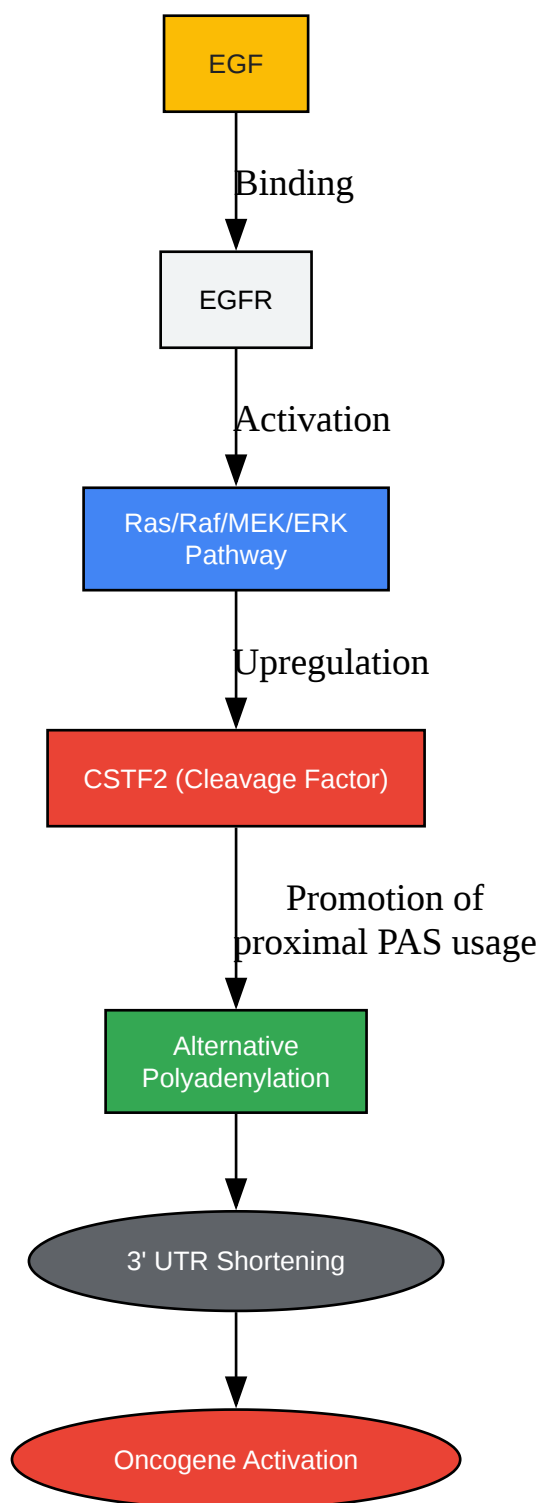 EGF
Binding
EGFR
Activation
Ras/Raf/MEK/ERK
Pathway
Upregulation
CSTF2 (Cleavage Factor)
Promotion of
proximal PAS usage
Alternative
Polyadenylation
3' UTR Shortening
Oncogene Activation